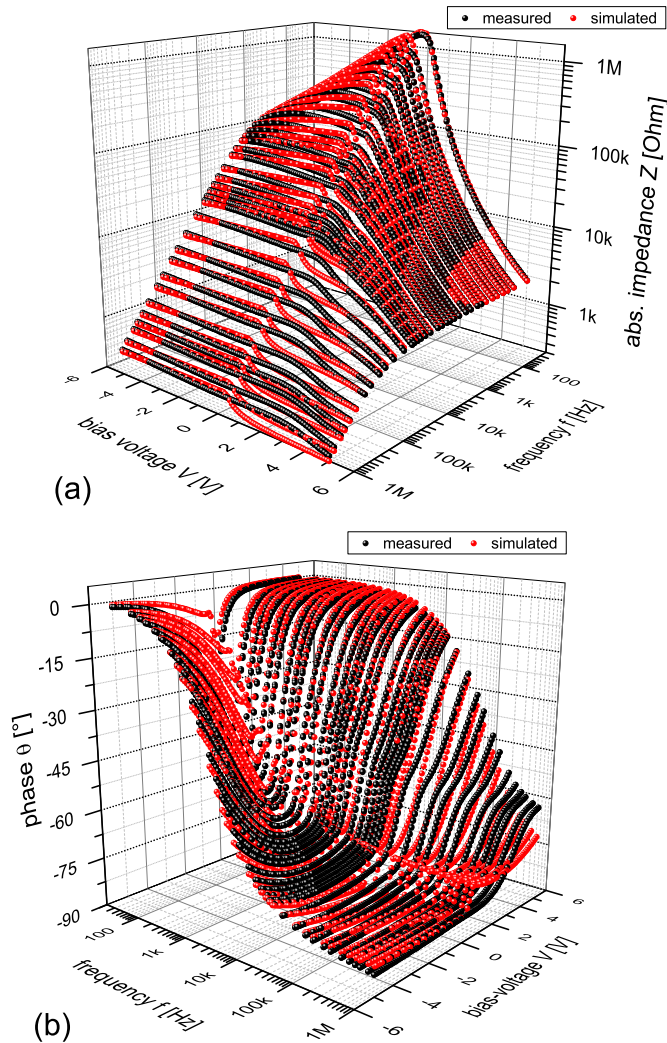 measured simulated
1M
100k
10k
1k
abs. impedance Z [Ohm]
-6
-4
-2
0
2
4
6
bias voltage V [V]
100
1k
10k
100k
1M
frequency f [Hz]
(a)
measured simulated
0
-15
-30
-45
-60
-75
-90
phase θ [°]
100
1k
10k
100k
1M
frequency f [Hz]
6
4
2
0
-2
-4
-6
bias-voltage V [V]
(b)